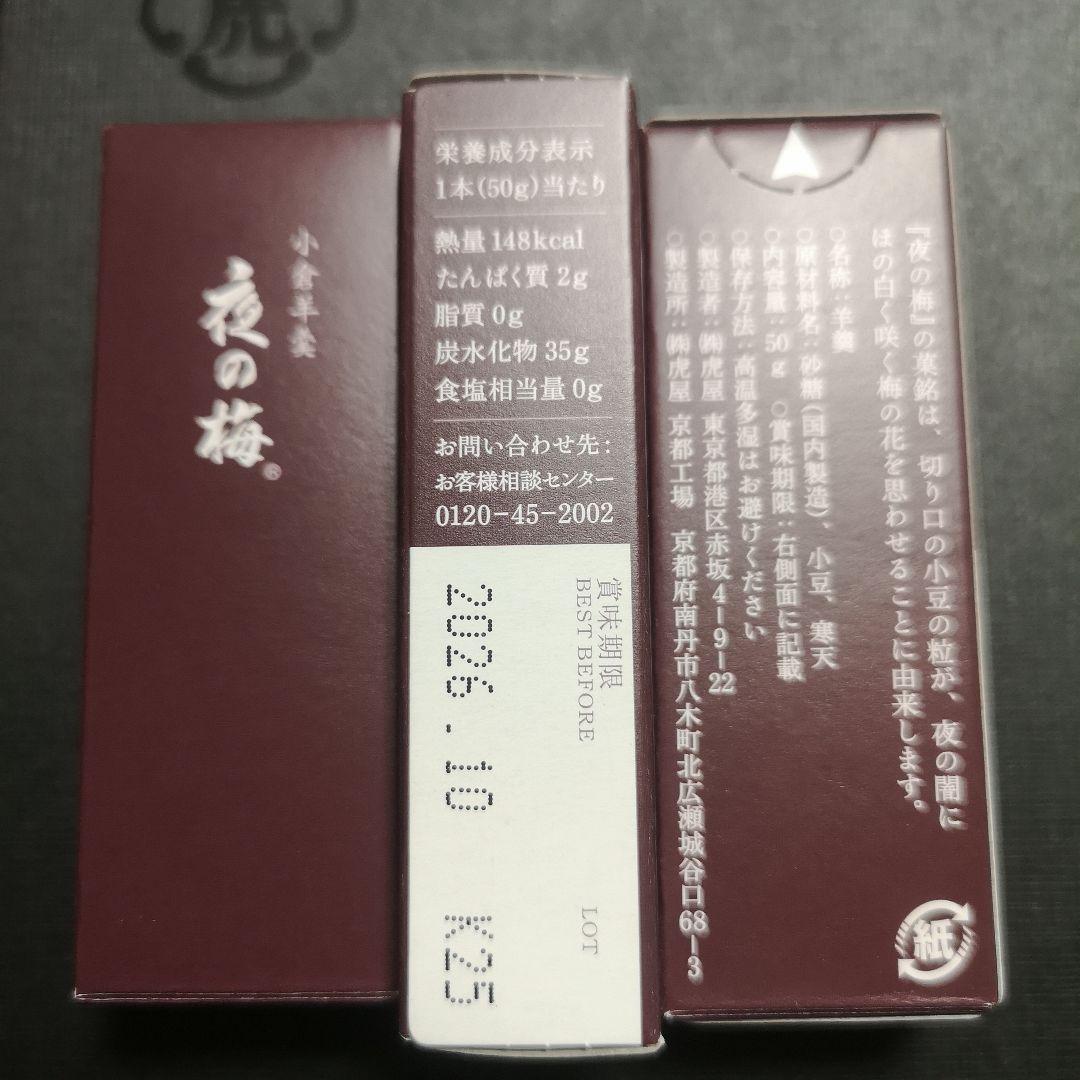 虎
小倉羊羹
夜の梅®
栄養成分表示
1本(50g)当たり
熱量 148kcal
たんぱく質 2g
脂質 0g
炭水化物 35g
食塩相当量 0g
お問い合わせ先:
お客様相談センター
0120-45-2002
賞味期限
BEST BEFORE
2026.10
LOT
K25
『夜の梅』の菓銘は、切り口の小豆の粒が、夜の闇に
ほの白く咲く梅の花を思わせることに由来します。
○名称:羊羹
○原材料名:砂糖(国内製造)、小豆、寒天
○内容量:50g ○賞味期限:右側面に記載
○保存方法:高温多湿はお避けください
○製造者:㈱虎屋 東京都港区赤坂4-9-22
○製造所:㈱虎屋 京都工場 京都府南丹市八木町北広瀬城谷口68-3
紙